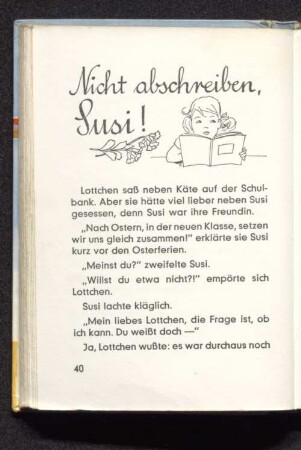 Nicht abschreiben,
Susi!
Lottchen saß neben Käte auf der Schul-
bank. Aber sie hätte viel lieber neben Susi
gesessen, denn Susi war ihre Freundin.
„Nach Ostern, in der neuen Klasse, setzen
wir uns gleich zusammen!" erklärte sie Susi
kurz vor den Osterferien.
„Meinst du?" zweifelte Susi.
„Willst du etwa nicht?!" empörte sich
Lottchen.
Susi lachte kläglich.
„Mein liebes Lottchen, die Frage ist, ob
ich kann. Du weißt doch —"
Ja, Lottchen wußte: es war durchaus noch
40